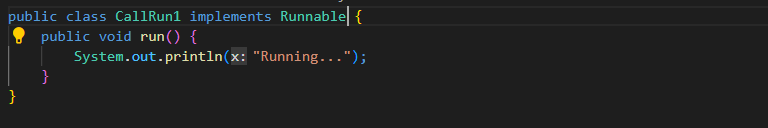 public class CallRun1 implements Runnable {
    public void run() {
        System.out.println(x: "Running...");
    }
}